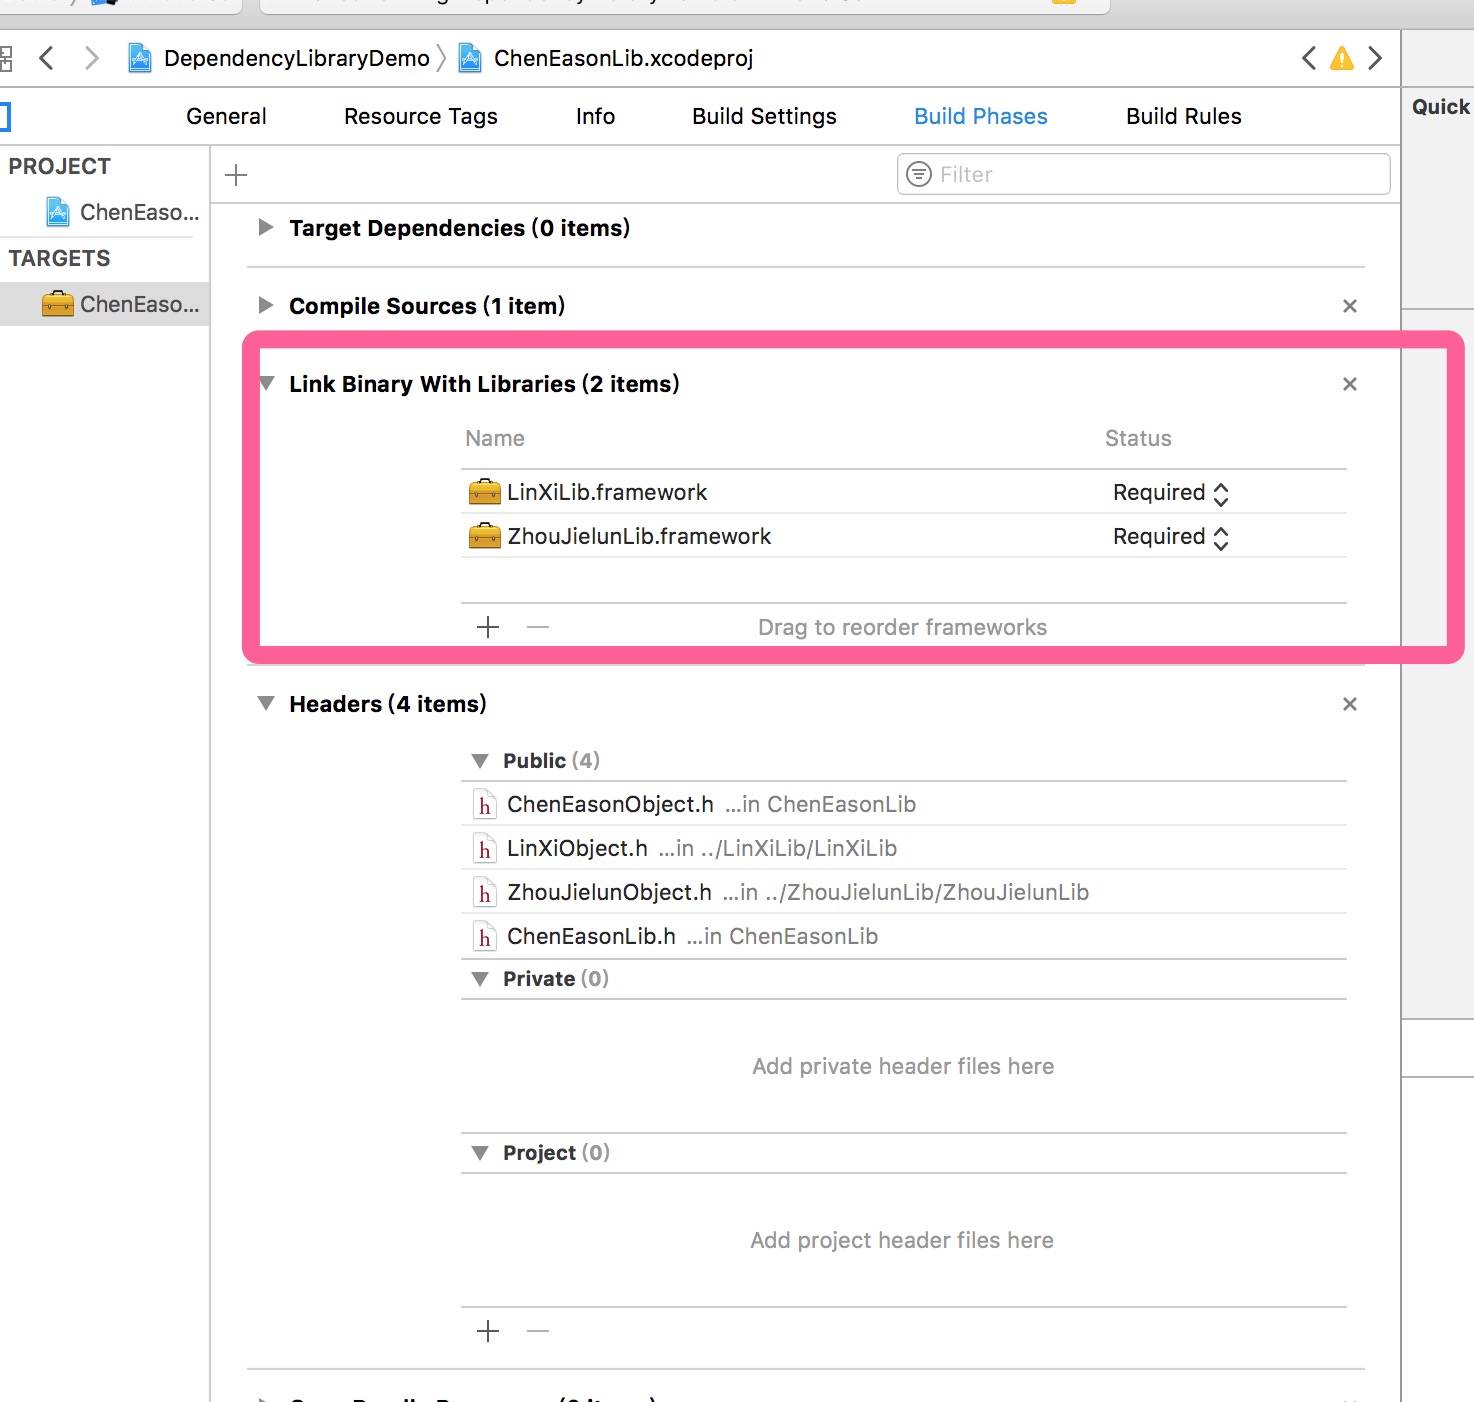 DependencyLibraryDemo ChenEasonLib.xcodeproj
General Resource Tags Info Build Settings Build Phases Build Rules
Quick
PROJECT
Filter
ChenEaso...
Target Dependencies (0 items)
TARGETS
ChenEaso...
Compile Sources (1 item)
Link Binary With Libraries (2 items)
Name Status
LinXiLib.framework Required
ZhouJielunLib.framework Required
Drag to reorder frameworks
Headers (4 items)
Public (4)
h ChenEasonObject.h ...in ChenEasonLib
h LinXiObject.h ...in ../LinXiLib/LinXiLib
h ZhouJielunObject.h ...in ../ZhouJielunLib/ZhouJielunLib
h ChenEasonLib.h ...in ChenEasonLib
Private (0)
Add private header files here
Project (0)
Add project header files here